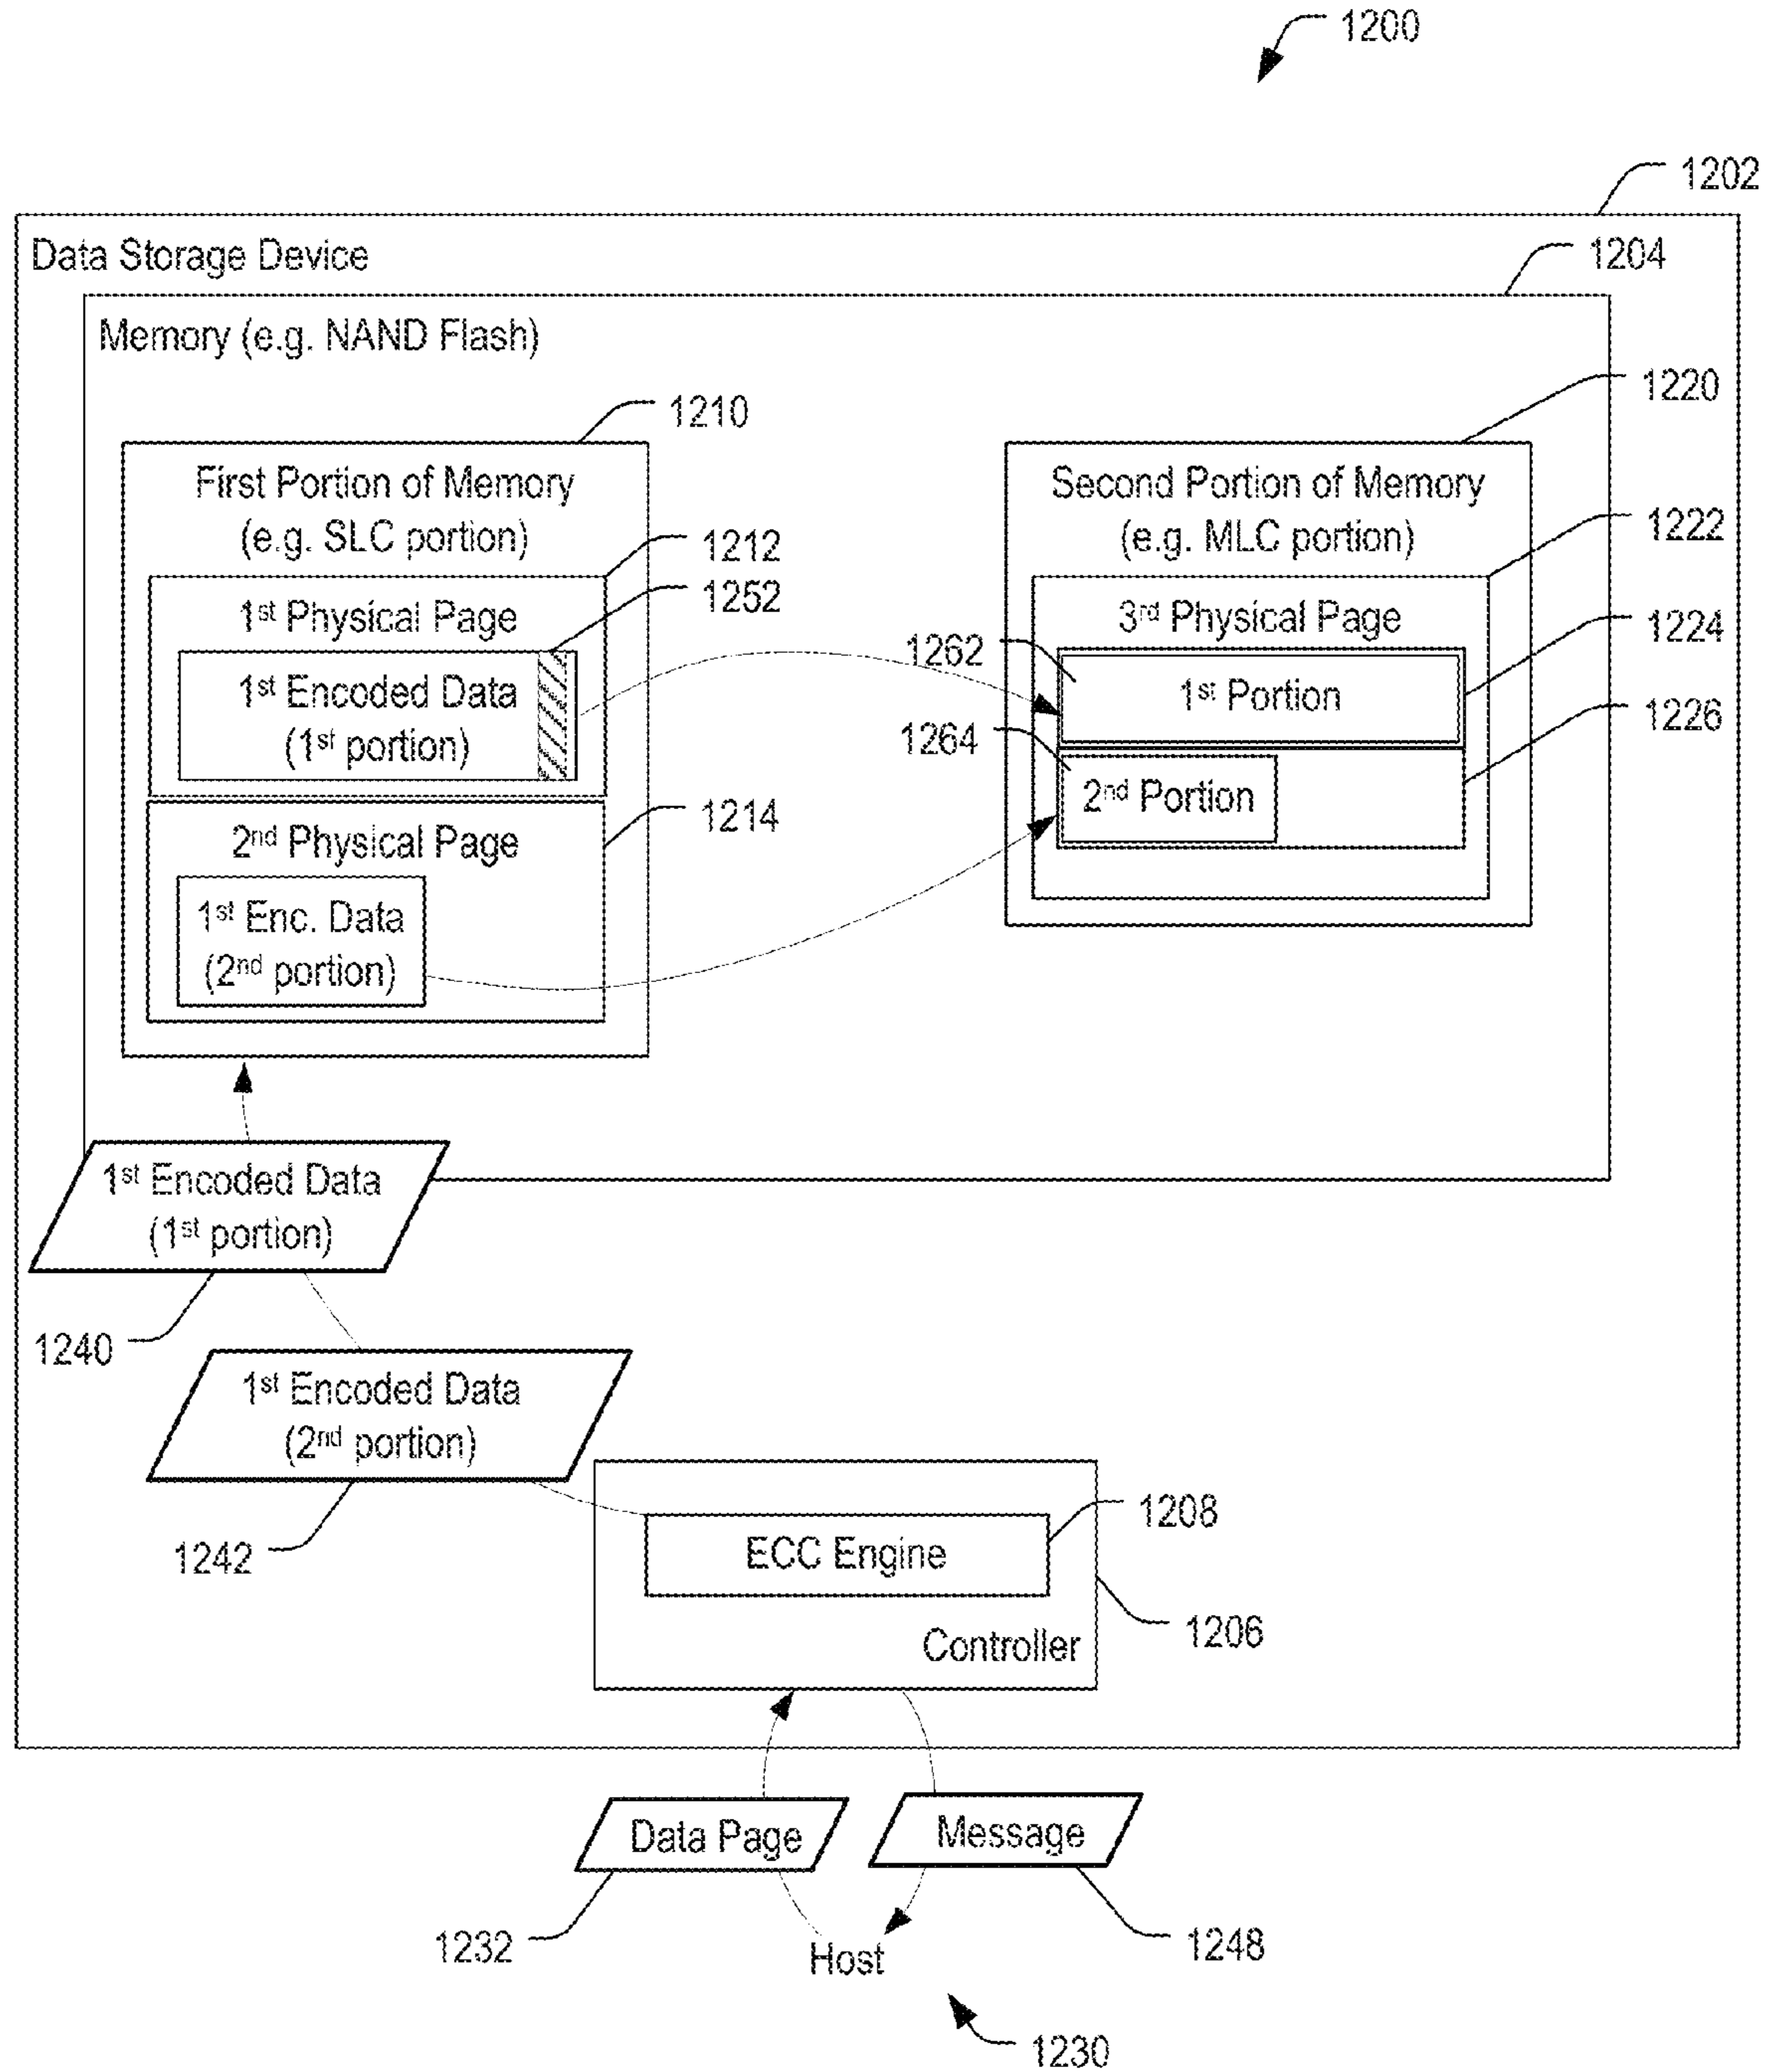 1200
1202
Data Storage Device
1204
Memory (e.g. NAND Flash)
1220
1210
First Portion of Memory
(e.g. SLC portion)
Second Portion of Memory
(e.g. MLC portion)
1222
1212
1252
1st Physical Page
3rd Physical Page
1224
1262
1st Encoded Data
(1st portion)
1st Portion
1226
1264
2nd Portion
1214
2nd Physical Page
1st Enc. Data
(2nd portion)
1st Encoded Data
(1st portion)
1240
1st Encoded Data
(2nd portion)
1242
1208
ECC Engine
1206
Controller
Data Page
Message
1232
Host
1248
1230